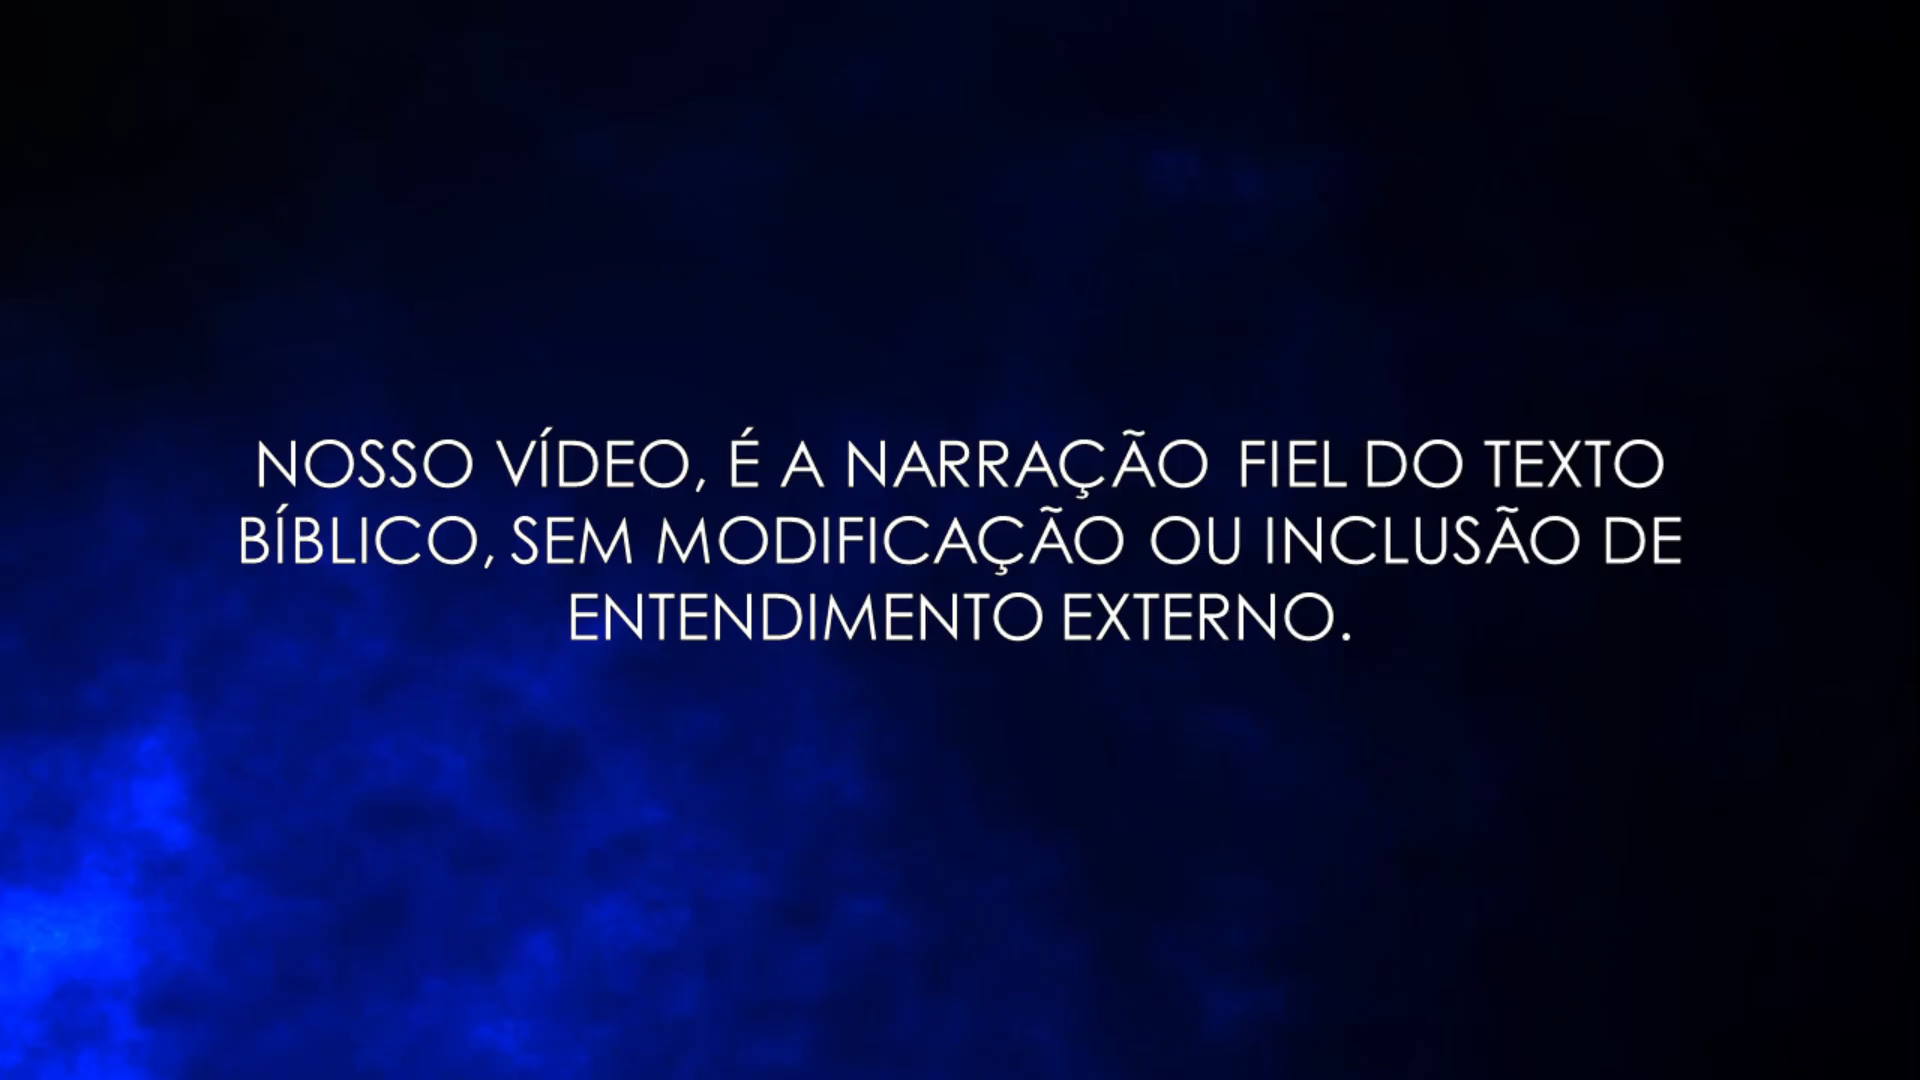 NOSSO VÍDEO, É A NARRAÇÃO FIEL DO TEXTO
BÍBLICO, SEM MODIFICAÇÃO OU INCLUSÃO DE
ENTENDIMENTO EXTERNO.